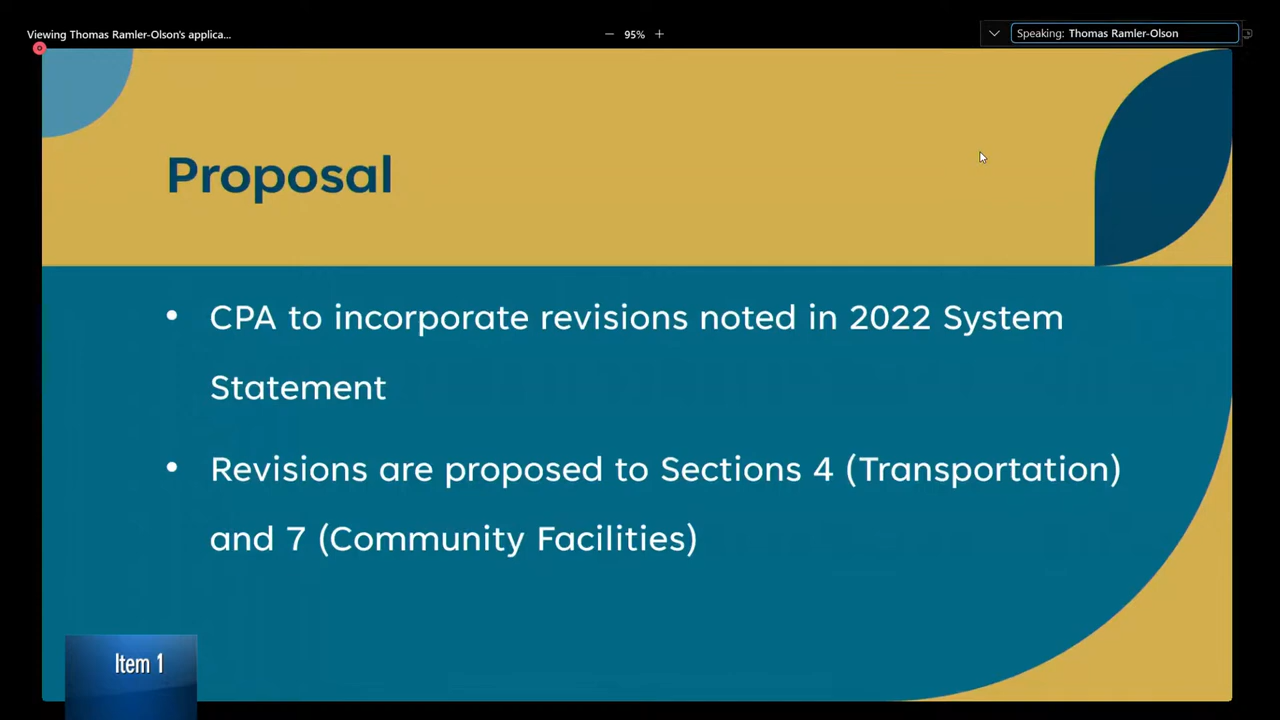 Viewing Thomas Ramler-Olson's applica...
95%
Speaking: Thomas Ramler-Olson
Proposal
• CPA to incorporate revisions noted in 2022 System
Statement
• Revisions are proposed to Sections 4 (Transportation)
and 7 (Community Facilities)
Item 1